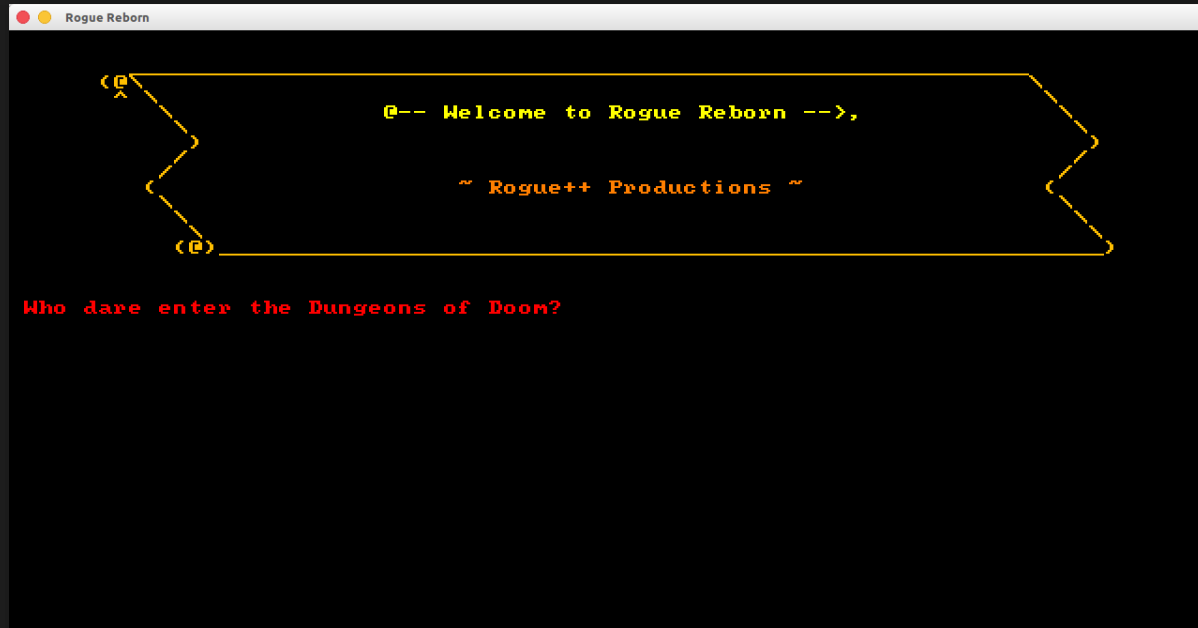 Rogue Reborn
@-- Welcome to Rogue Reborn -->,
~ Rogue++ Productions ~
Who dare enter the Dungeons of Doom?